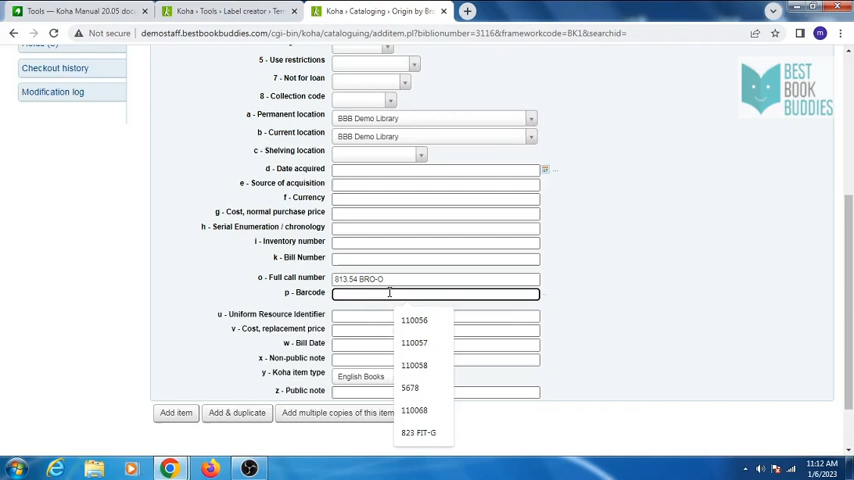 Tools — Koha Manual 20.05 doc
Koha › Tools › Label creator › Ter
Koha › Cataloging › Origin by Br
Not secure demostaff.bestbookbuddies.com/cgi-bin/koha/cataloguing/additem.pl?biblionumber=3116&frameworkcode=BK1&searchid=
Checkout history
Modification log
BEST
BOOK
BUDDIES
5 - Use restrictions
7 - Not for loan
8 - Collection code
a - Permanent location BBB Demo Library
b - Current location BBB Demo Library
c - Shelving location
d - Date acquired ...
e - Source of acquisition
f - Currency
g - Cost, normal purchase price
h - Serial Enumeration / chronology
i - Inventory number
k - Bill Number
o - Full call number 813.54 BRO-O
p - Barcode
110056
110057
110058
5678
110068
823 FIT-G
u - Uniform Resource Identifier
v - Cost, replacement price
w - Bill Date
x - Non-public note
y - Koha item type English Books
z - Public note
Add item Add & duplicate Add multiple copies of this item
11:12 AM
1/6/2023